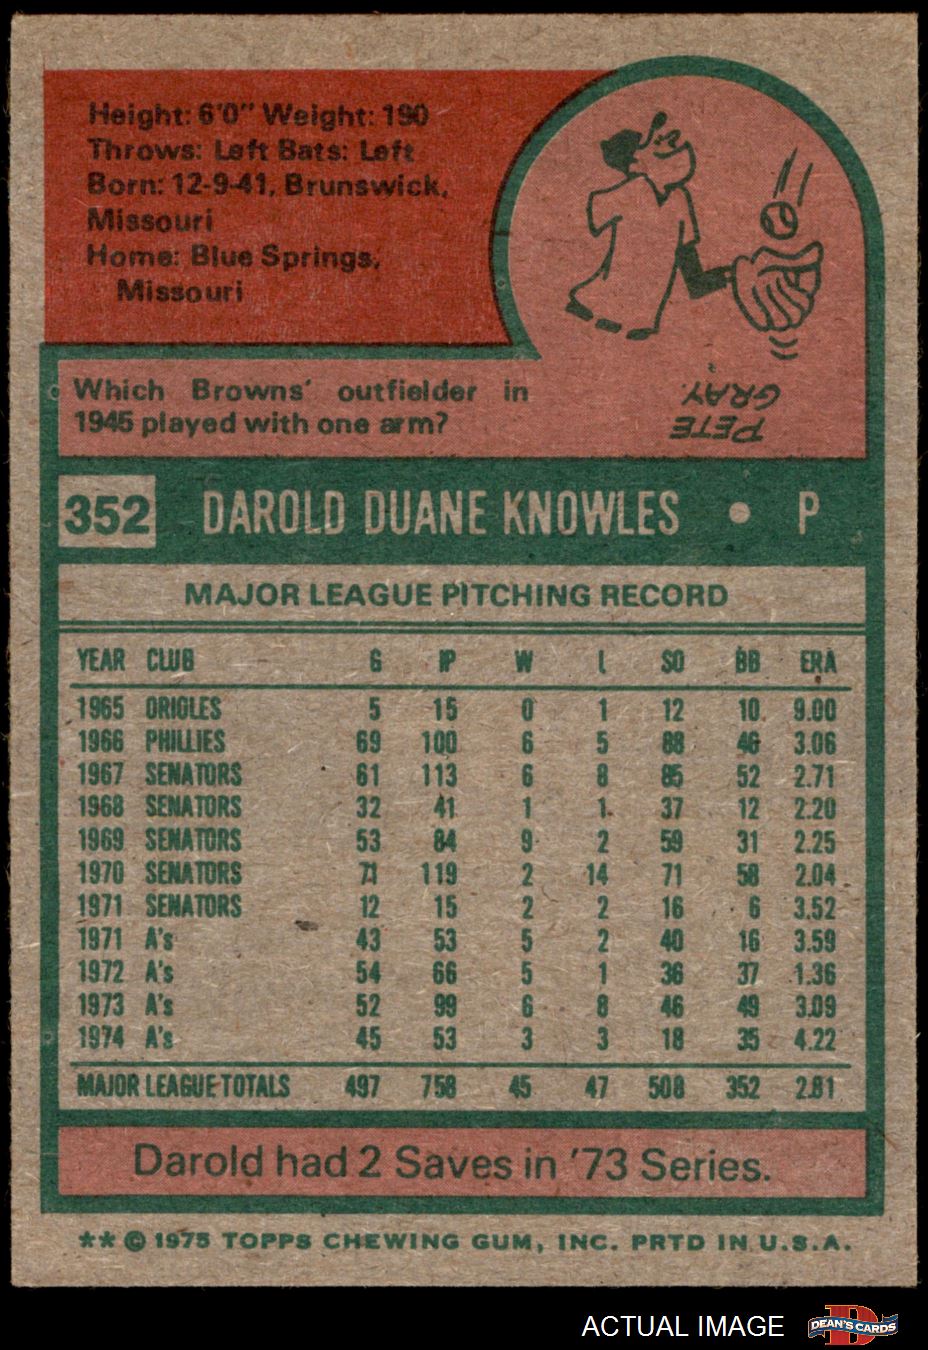 Height: 6'0" Weight: 190
Throws: Left Bats: Left
Born: 12-9-41, Brunswick,
Missouri
Home: Blue Springs,
Missouri
Which Browns' outfielder in
1945 played with one arm?
PETE
GRAY.
352 DAROLD DUANE KNOWLES • P
MAJOR LEAGUE PITCHING RECORD
YEAR CLUB G IP W L SO BB ERA
1965 ORIOLES 5 15 0 1 12 10 9.00
1966 PHILLIES 69 100 6 5 88 46 3.06
1967 SENATORS 61 113 6 8 85 52 2.71
1968 SENATORS 32 41 1 1 37 12 2.20
1969 SENATORS 53 84 9 2 59 31 2.25
1970 SENATORS 71 119 2 14 71 58 2.04
1971 SENATORS 12 15 2 2 16 6 3.52
1971 A's 43 53 5 2 40 16 3.59
1972 A's 54 66 5 1 36 37 1.36
1973 A's 52 99 6 8 46 49 3.09
1974 A's 45 53 3 3 18 35 4.22
MAJOR LEAGUE TOTALS 497 758 45 47 508 352 2.81
Darold had 2 Saves in '73 Series.
** © 1975 TOPPS CHEWING GUM, INC. PRTD IN U.S.A.
ACTUAL IMAGE
D
DEAN'S CARDS